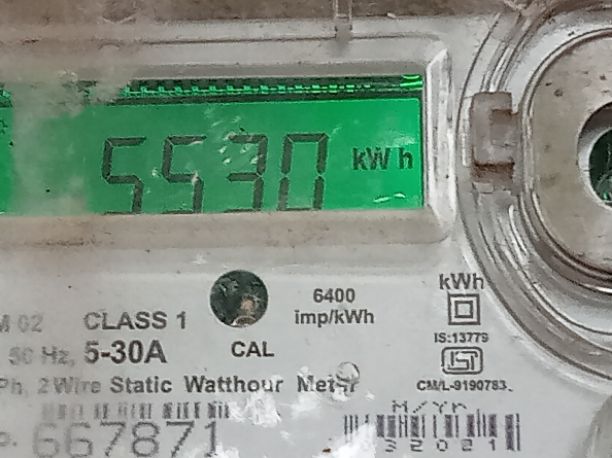 5530 kWh
6400
imp/kWh
kWh
M 02 CLASS 1
50 Hz, 5-30A
CAL
IS:13779
Ph, 2 Wire Static Watthour Meter
CM/L-9190783
M/Yr
667871
32021